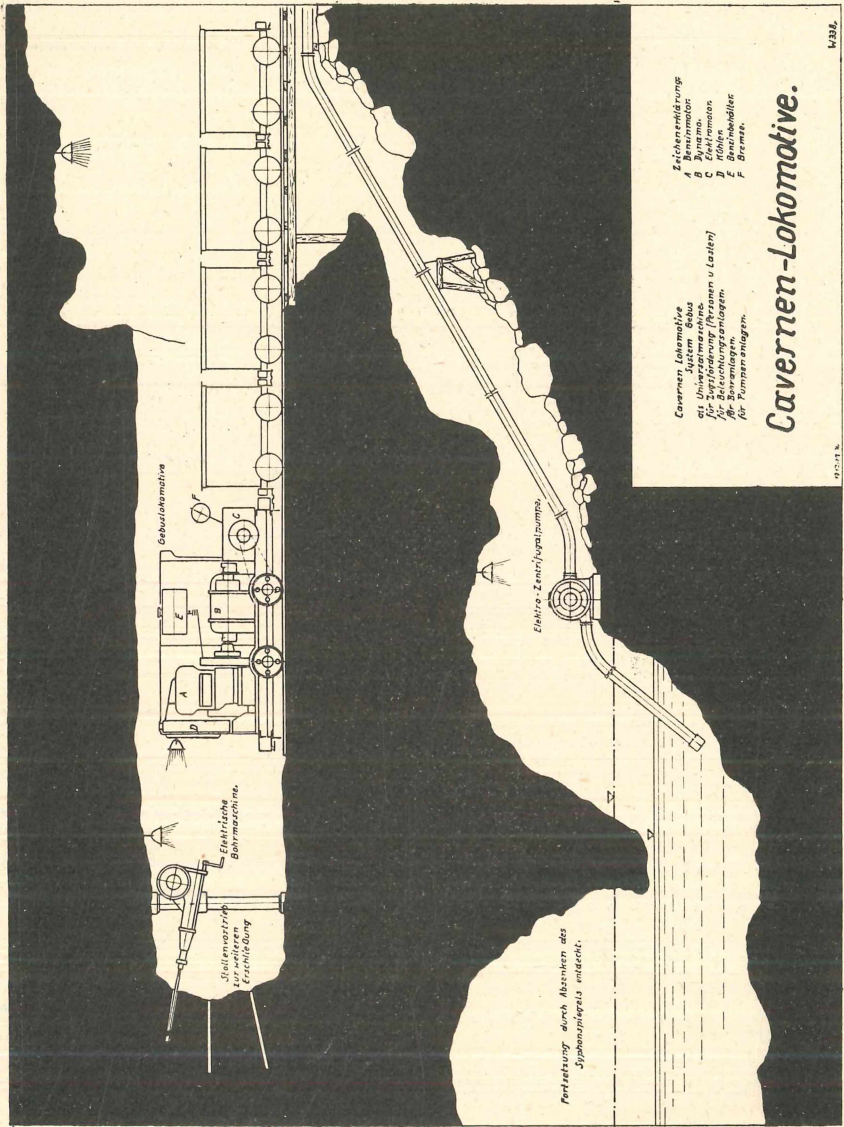 Cavernen-Lokomotive.
Cavernen Lokomotive
System Gebus
als Universalmaschine.
für Zugsförderung [Personen u Lasten]
für Beleuchtungsanlagen.
für Bohranlagen.
für Pumpenanlagen.
Zeichenerklärung:
A Benzinmotor.
B Dynamo.
C Elektromotor.
D Kühler.
E Benzinbehälter.
F Bremse.
W338.
Gebuslokomotive
A
B
C
D
E
F
Elektrische
Bohrmaschine.
Stollenvortrieb
zur weiteren
Erschließung
Elektro-Zentrifugalpumpe.
Fortsetzung durch Absenken des
Syphonspiegels entdeckt.